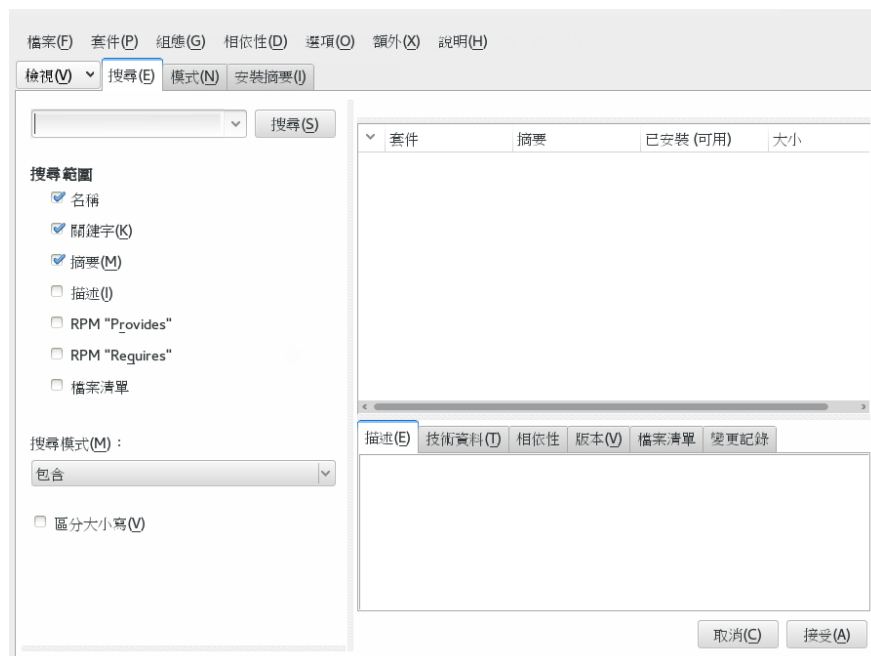 檔案(F) 套件(P) 組態(G) 相依性(D) 選項(O) 額外(X) 說明(H)
檢視(V) 搜尋(E) 模式(N) 安裝摘要(I)
搜尋(S)
搜尋範圍
名稱
關鍵字(K)
摘要(M)
描述(I)
RPM "Provides"
RPM "Requires"
檔案清單
搜尋模式(M)：
包含
區分大小寫(V)
套件 摘要 已安裝 (可用) 大小
描述(E) 技術資料(T) 相依性 版本(V) 檔案清單 變更記錄
取消(C) 接受(A)